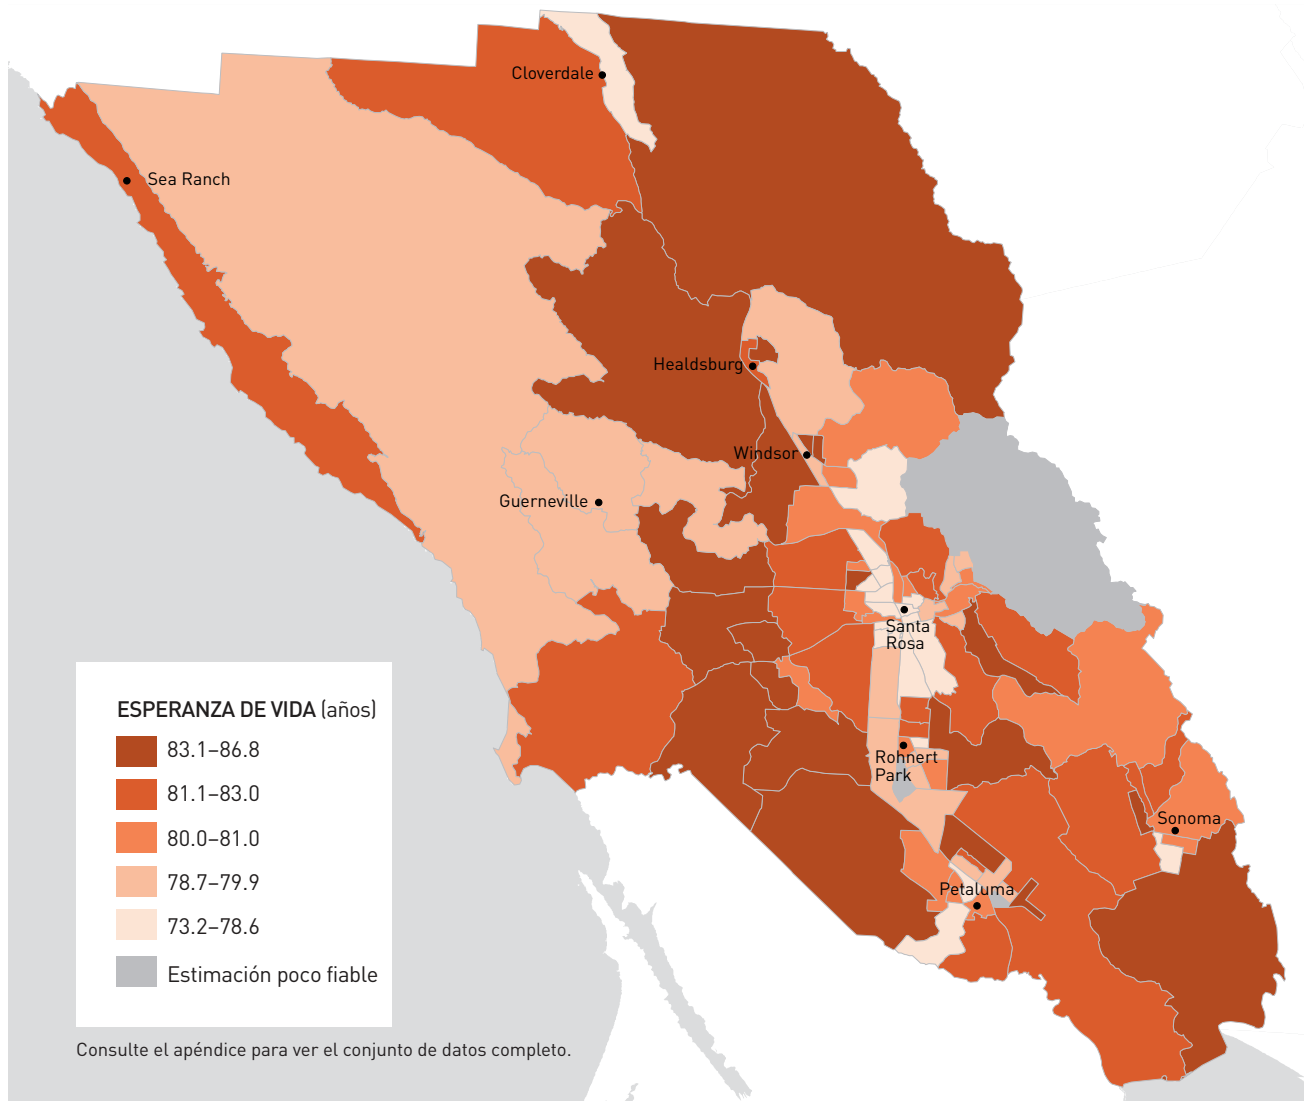 Cloverdale
Sea Ranch
Healdsburg
Windsor
Guerneville
Santa
Rosa
Rohnert
Park
Sonoma
Petaluma
ESPERANZA DE VIDA (años)
83.1–86.8
81.1–83.0
80.0–81.0
78.7–79.9
73.2–78.6
Estimación poco fiable
Consulte el apéndice para ver el conjunto de datos completo.